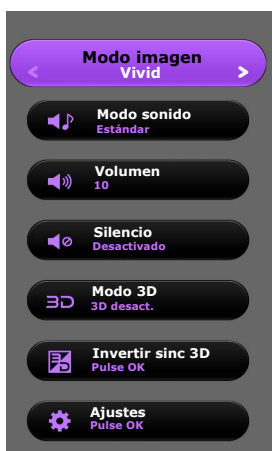 Modo imagen
Vivid
Modo sonido
Estándar
Volumen
10
Silencio
Desactivado
3D
Modo 3D
3D desact.
Invertir sinc 3D
Pulse OK
Ajustes
Pulse OK